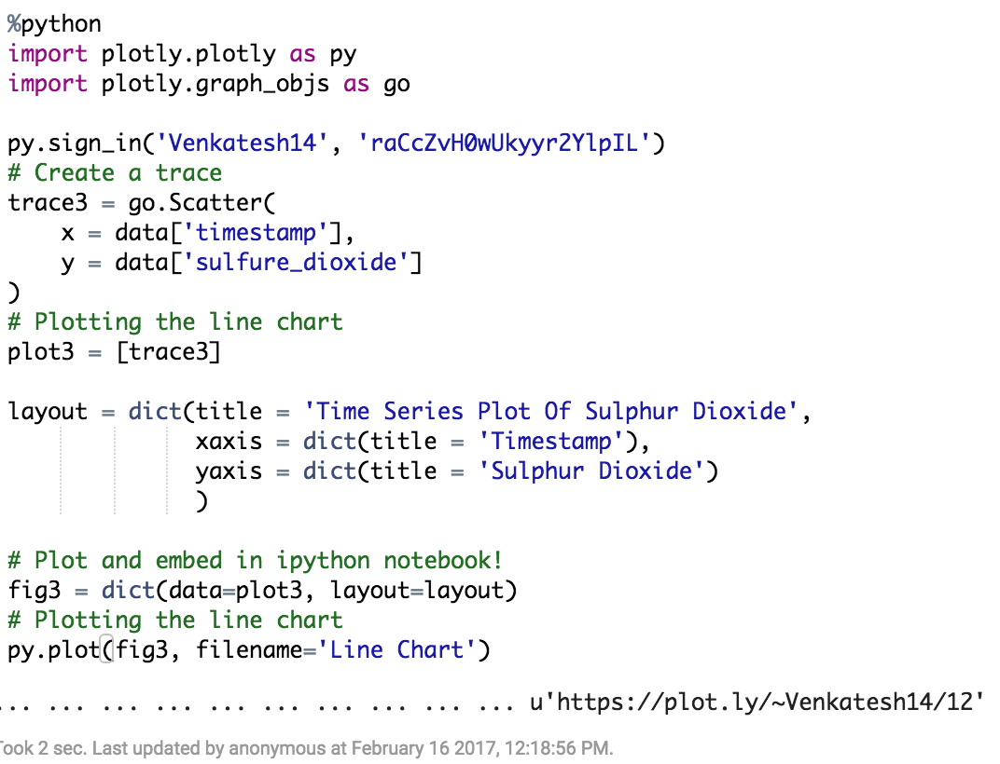 %python
import plotly.plotly as py
import plotly.graph_objs as go
py.sign_in('Venkatesh14', 'raCcZvH0wUkyyr2YlpIL')
# Create a trace
trace3 = go.Scatter(
x = data['timestamp'],
y = data['sulfure_dioxide']
)
# Plotting the line chart
plot3 = [trace3]
layout = dict(title = 'Time Series Plot Of Sulphur Dioxide',
xaxis = dict(title = 'Timestamp'),
yaxis = dict(title = 'Sulphur Dioxide')
)
# Plot and embed in ipython notebook!
fig3 = dict(data=plot3, layout=layout)
# Plotting the line chart
py.plot(fig3, filename='Line Chart')
... ... ... ... ... ... ... ... ... ... u'https://plot.ly/~Venkatesh14/12'
Took 2 sec. Last updated by anonymous at February 16 2017, 12:18:56 PM.